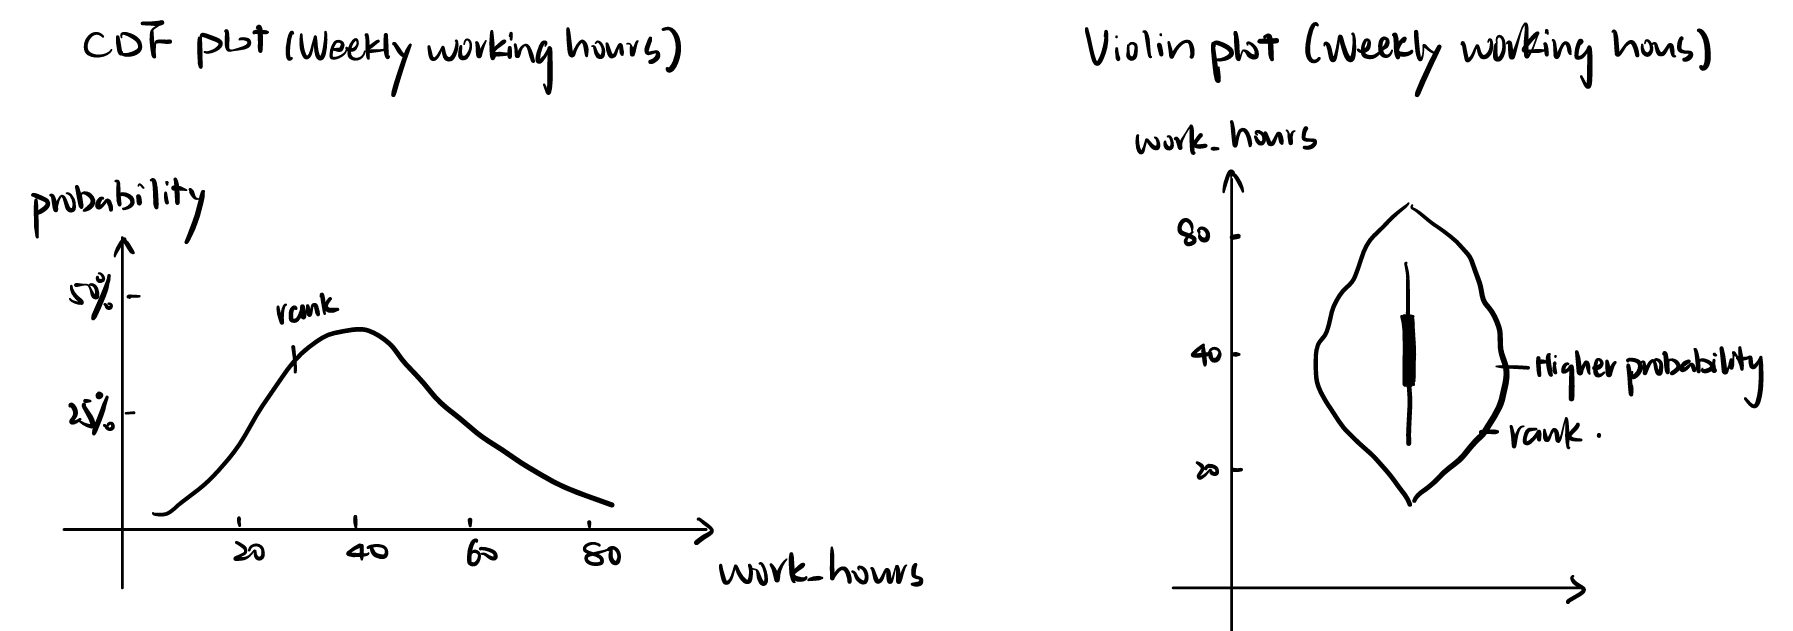 CDF plot (Weekly working hours)
probability
50%
25%
rank
20 40 60 80
work_hours
Violin plot (Weekly working hours)
work_hours
80
40
20
Higher probability
rank.